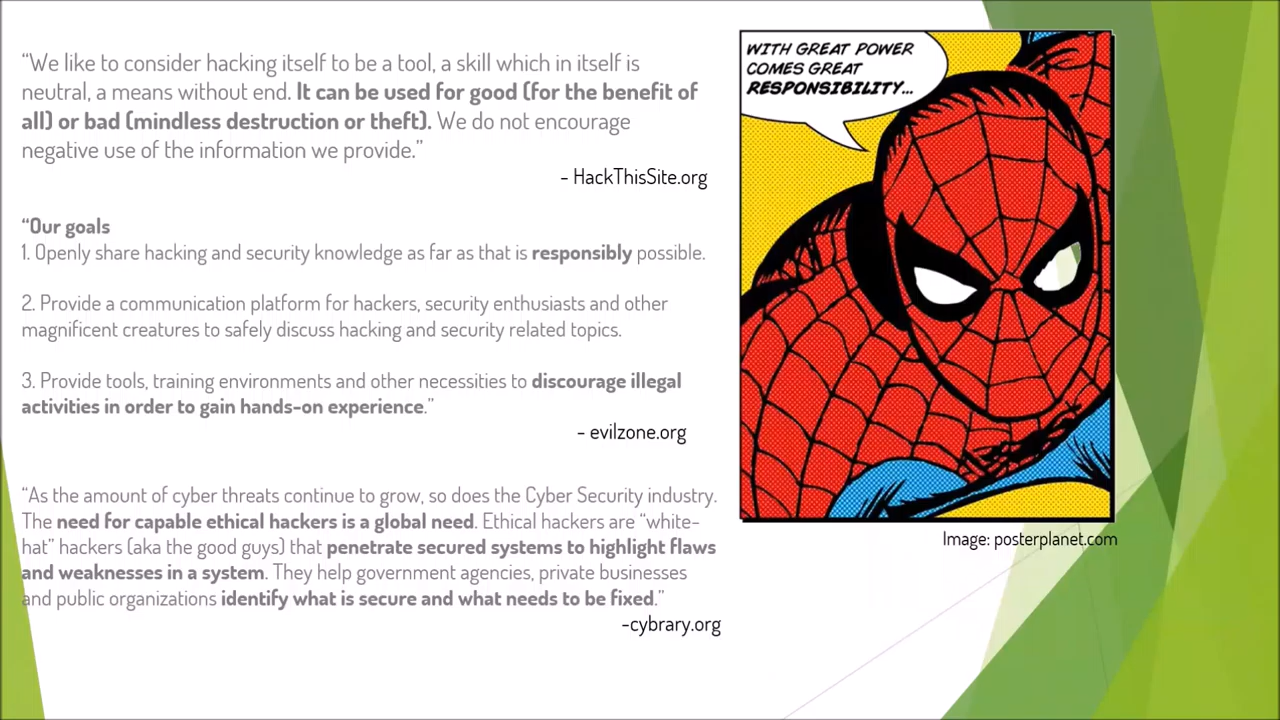 “We like to consider hacking itself to be a tool, a skill which in itself is
neutral, a means without end. It can be used for good (for the benefit of
all) or bad (mindless destruction or theft). We do not encourage
negative use of the information we provide.”
- HackThisSite.org
“Our goals
1. Openly share hacking and security knowledge as far as that is responsibly possible.
2. Provide a communication platform for hackers, security enthusiasts and other
magnificent creatures to safely discuss hacking and security related topics.
3. Provide tools, training environments and other necessities to discourage illegal
activities in order to gain hands-on experience.”
- evilzone.org
“As the amount of cyber threats continue to grow, so does the Cyber Security industry.
The need for capable ethical hackers is a global need. Ethical hackers are “white-
hat” hackers (aka the good guys) that penetrate secured systems to highlight flaws
and weaknesses in a system. They help government agencies, private businesses
and public organizations identify what is secure and what needs to be fixed.”
-cybrary.org
WITH GREAT POWER
COMES GREAT
RESPONSIBILITY...
Image: posterplanet.com